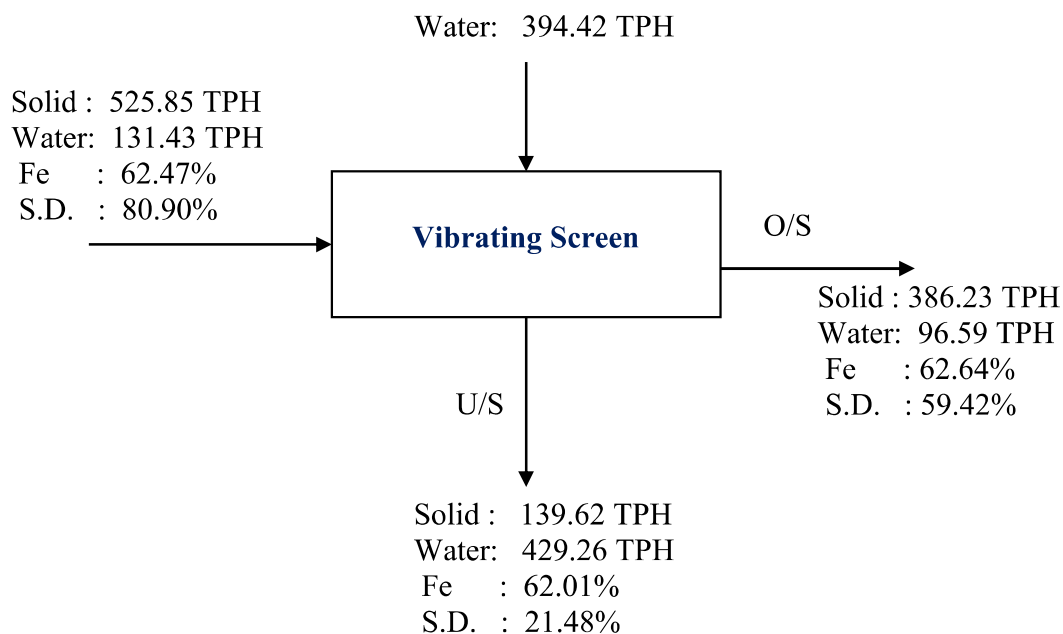 Water: 394.42 TPH
Solid : 525.85 TPH
Water: 131.43 TPH
Fe : 62.47%
S.D. : 80.90%
Vibrating Screen
O/S
Solid : 386.23 TPH
Water: 96.59 TPH
Fe : 62.64%
S.D. : 59.42%
U/S
Solid : 139.62 TPH
Water: 429.26 TPH
Fe : 62.01%
S.D. : 21.48%